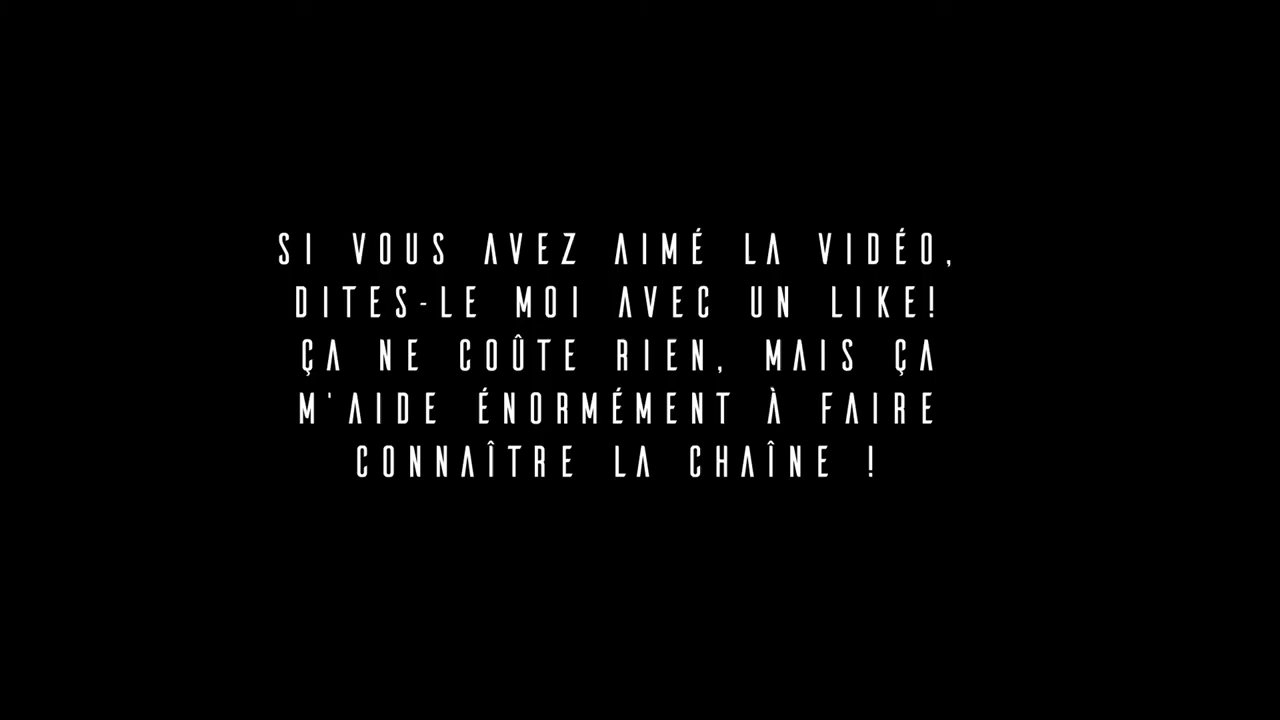 SI VOUS AVEZ AIMÉ LA VIDÉO,
DITES-LE MOI AVEC UN LIKE!
ÇA NE COÛTE RIEN, MAIS ÇA
M'AIDE ÉNORMÉMENT À FAIRE
CONNAÎTRE LA CHAÎNE !